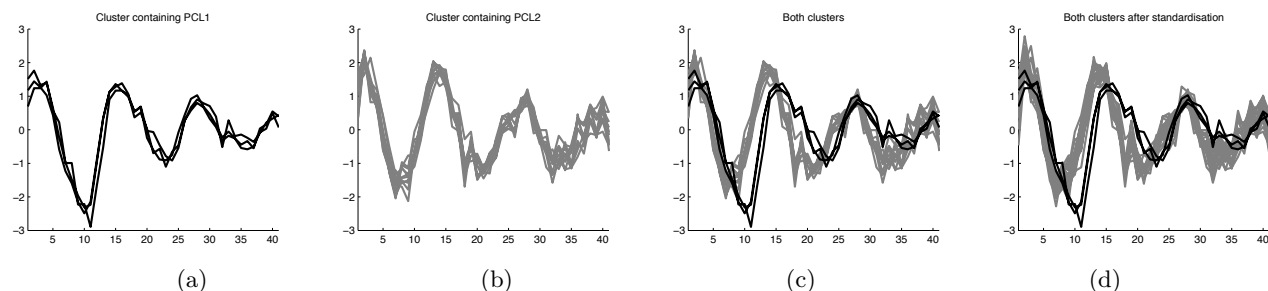 Cluster containing PCL1
3
2
1
0
−1
−2
−3
5 10 15 20 25 30 35 40
(a)
Cluster containing PCL2
3
2
1
0
−1
−2
−3
5 10 15 20 25 30 35 40
(b)
Both clusters
3
2
1
0
−1
−2
−3
5 10 15 20 25 30 35 40
(c)
Both clusters after standardisation
3
2
1
0
−1
−2
−3
5 10 15 20 25 30 35 40
(d)